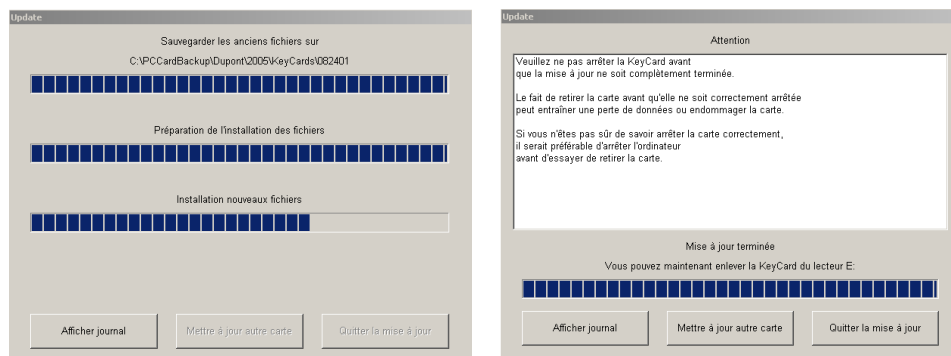 Update
Sauvegarder les anciens fichiers sur
C:\PCCardBackup\Dupont\2005\KeyCards\082401
Préparation de l'installation des fichiers
Installation nouveaux fichiers
Afficher journal
Mettre à jour autre carte
Quitter la mise à jour
Update
Attention
Veuillez ne pas arrêter la KeyCard avant
que la mise à jour ne soit complètement terminée.
Le fait de retirer la carte avant qu'elle ne soit correctement arrêtée
peut entraîner une perte de données ou endommager la carte.
Si vous n'êtes pas sûr de savoir arrêter la carte correctement,
il serait préférable d'arrêter l'ordinateur
avant d'essayer de retirer la carte.
Mise à jour terminée
Vous pouvez maintenant enlever la KeyCard du lecteur E:
Afficher journal
Mettre à jour autre carte
Quitter la mise à jour